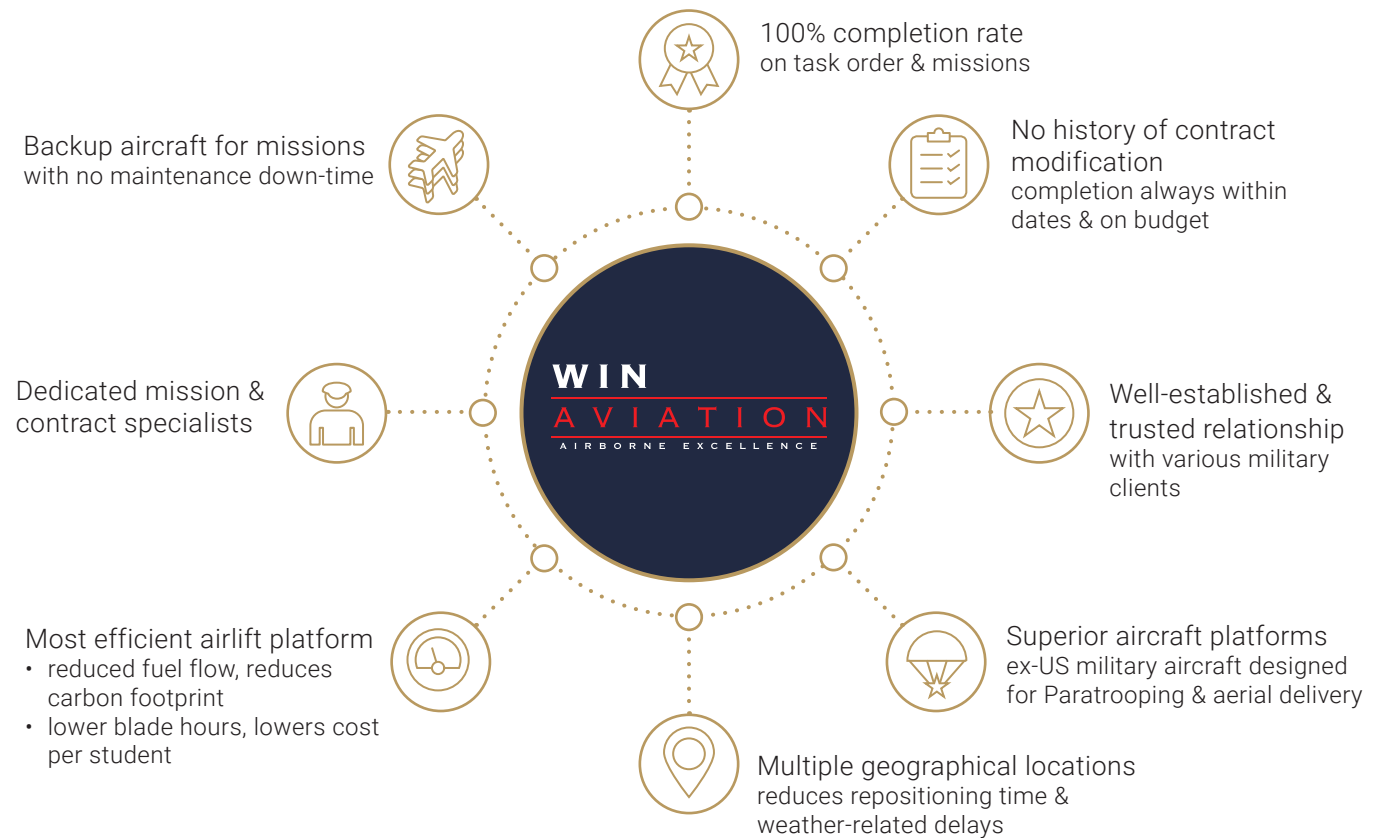 100% completion rate
on task order & missions
No history of contract
modification
completion always within
dates & on budget
Well-established &
trusted relationship
with various military
clients
Superior aircraft platforms
ex-US military aircraft designed
for Paratrooping & aerial delivery
Multiple geographical locations
reduces repositioning time &
weather-related delays
Most efficient airlift platform
• reduced fuel flow, reduces
carbon footprint
• lower blade hours, lowers cost
per student
Dedicated mission &
contract specialists
Backup aircraft for missions
with no maintenance down-time
WIN
AVIATION
AIRBORNE EXCELLENCE